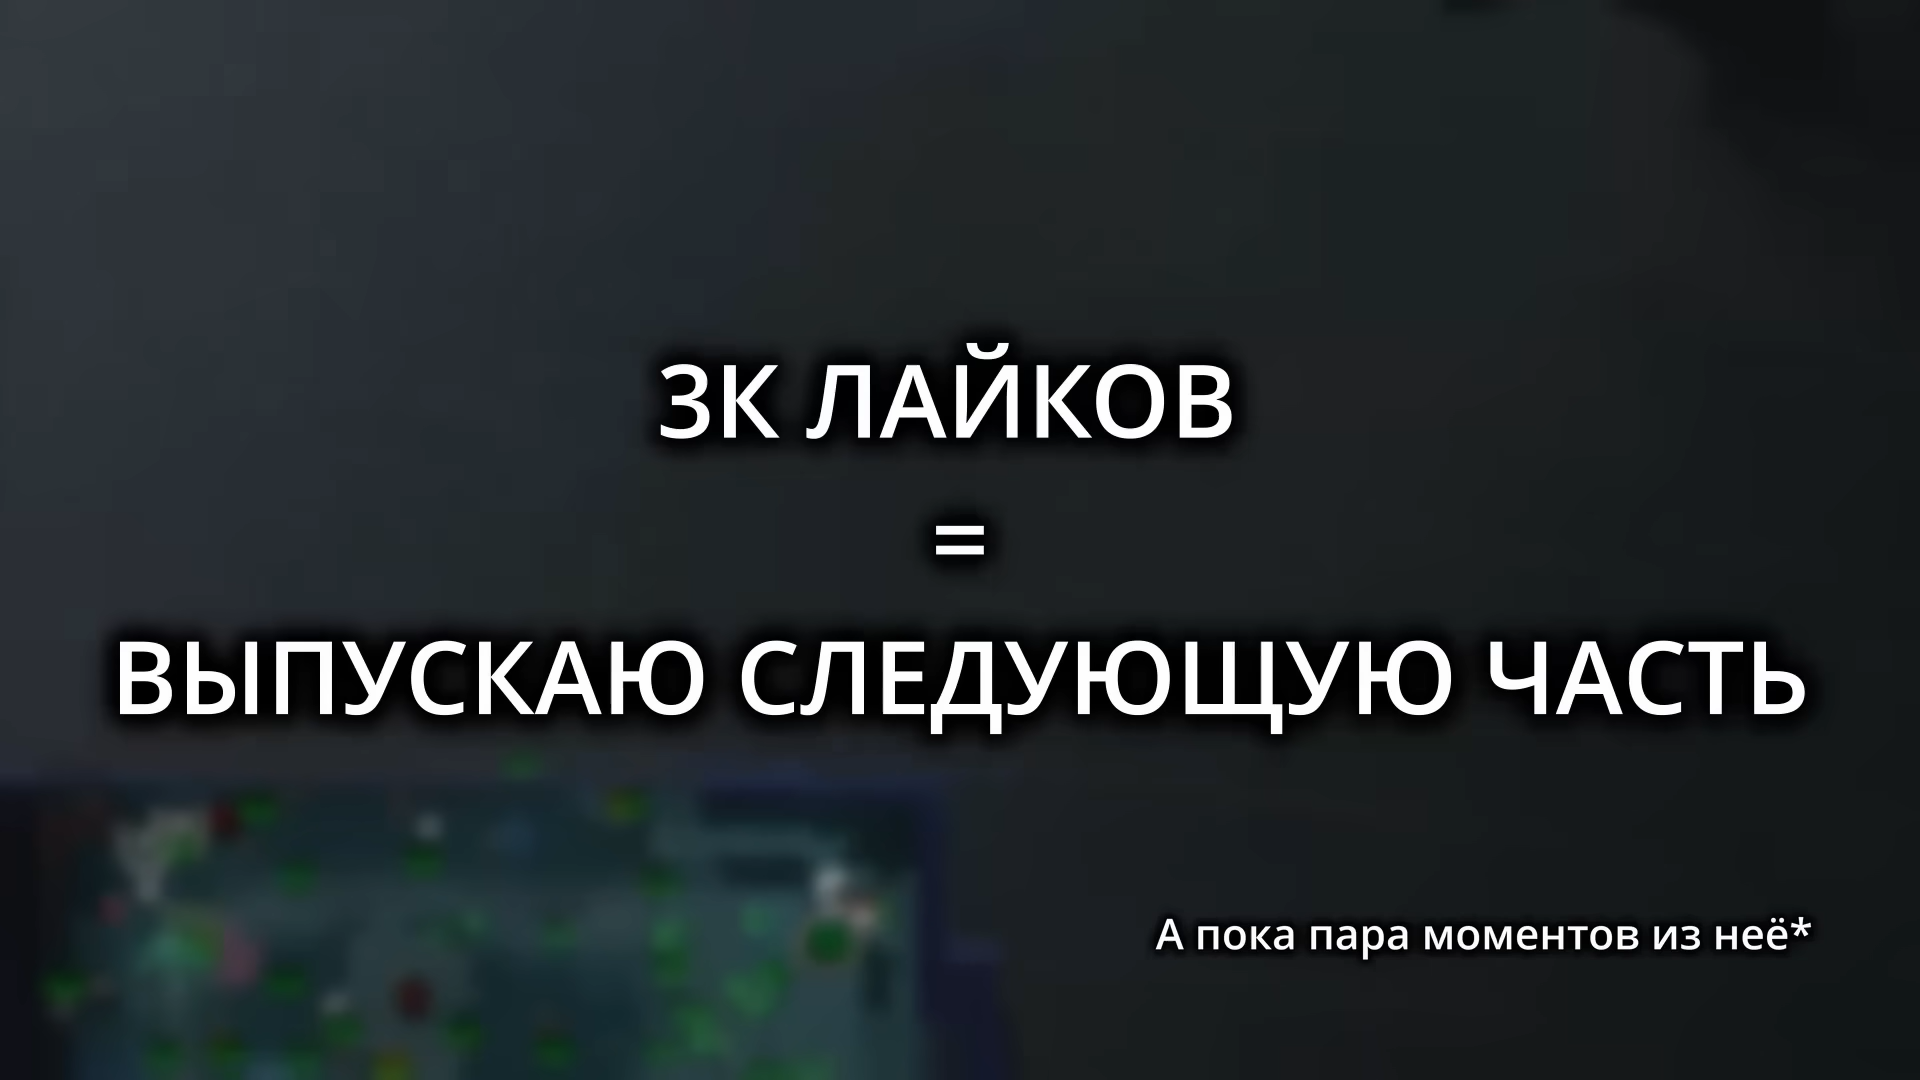 3К ЛАЙКОВ
=
ВЫПУСКАЮ СЛЕДУЮЩУЮ ЧАСТЬ
А пока пара моментов из неё*